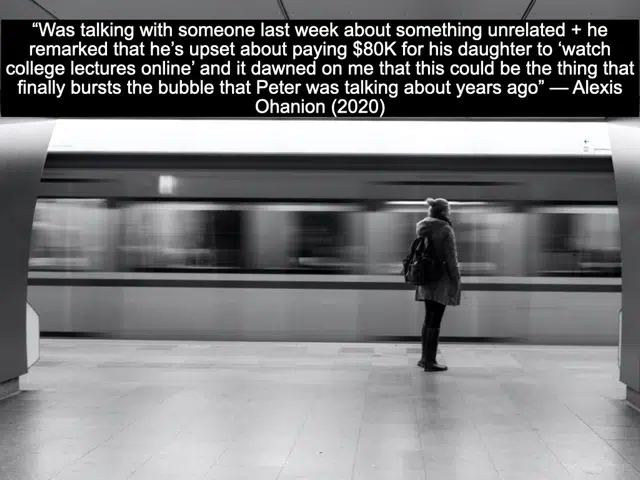 “Was talking with someone last week about something unrelated + he
remarked that he’s upset about paying $80K for his daughter to ‘watch
college lectures online’ and it dawned on me that this could be the thing that
finally bursts the bubble that Peter was talking about years ago” — Alexis
Ohanion (2020)